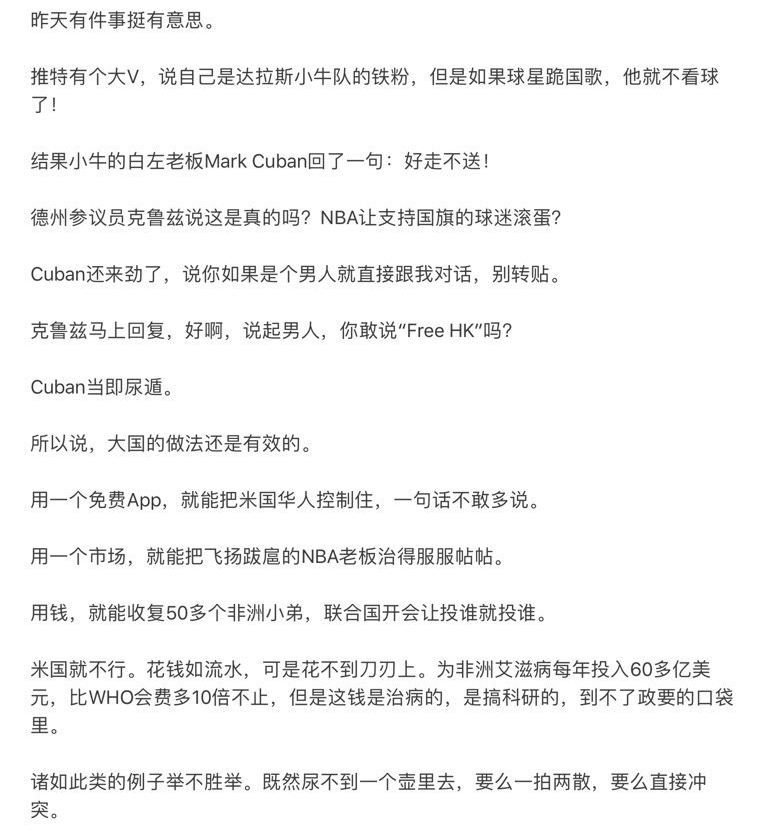 昨天有件事挺有意思。
推特有个大V，说自己是达拉斯小牛队的铁粉，但是如果球星跪国歌，他就不看球
了！
结果小牛的白左老板Mark Cuban回了一句：好走不送！
德州参议员克鲁兹说这是真的吗？NBA让支持国旗的球迷滚蛋？
Cuban还来劲了，说你如果是个男人就直接跟我对话，别转贴。
克鲁兹马上回复，好啊，说起男人，你敢说“Free HK”吗？
Cuban当即尿遁。
所以说，大国的做法还是有效的。
用一个免费App，就能把米国华人控制住，一句话不敢多说。
用一个市场，就能把飞扬跋扈的NBA老板治得服服帖帖。
用钱，就能收复50多个非洲小弟，联合国开会让投谁就投谁。
米国就不行。花钱如流水，可是花不到刀刃上。为非洲艾滋病每年投入60多亿美
元，比WHO会费多10倍不止，但是这钱是治病的，是搞科研的，到不了政要的口袋
里。
诸如此类的例子举不胜举。既然尿不到一个壶里去，要么一拍两散，要么直接冲
突。